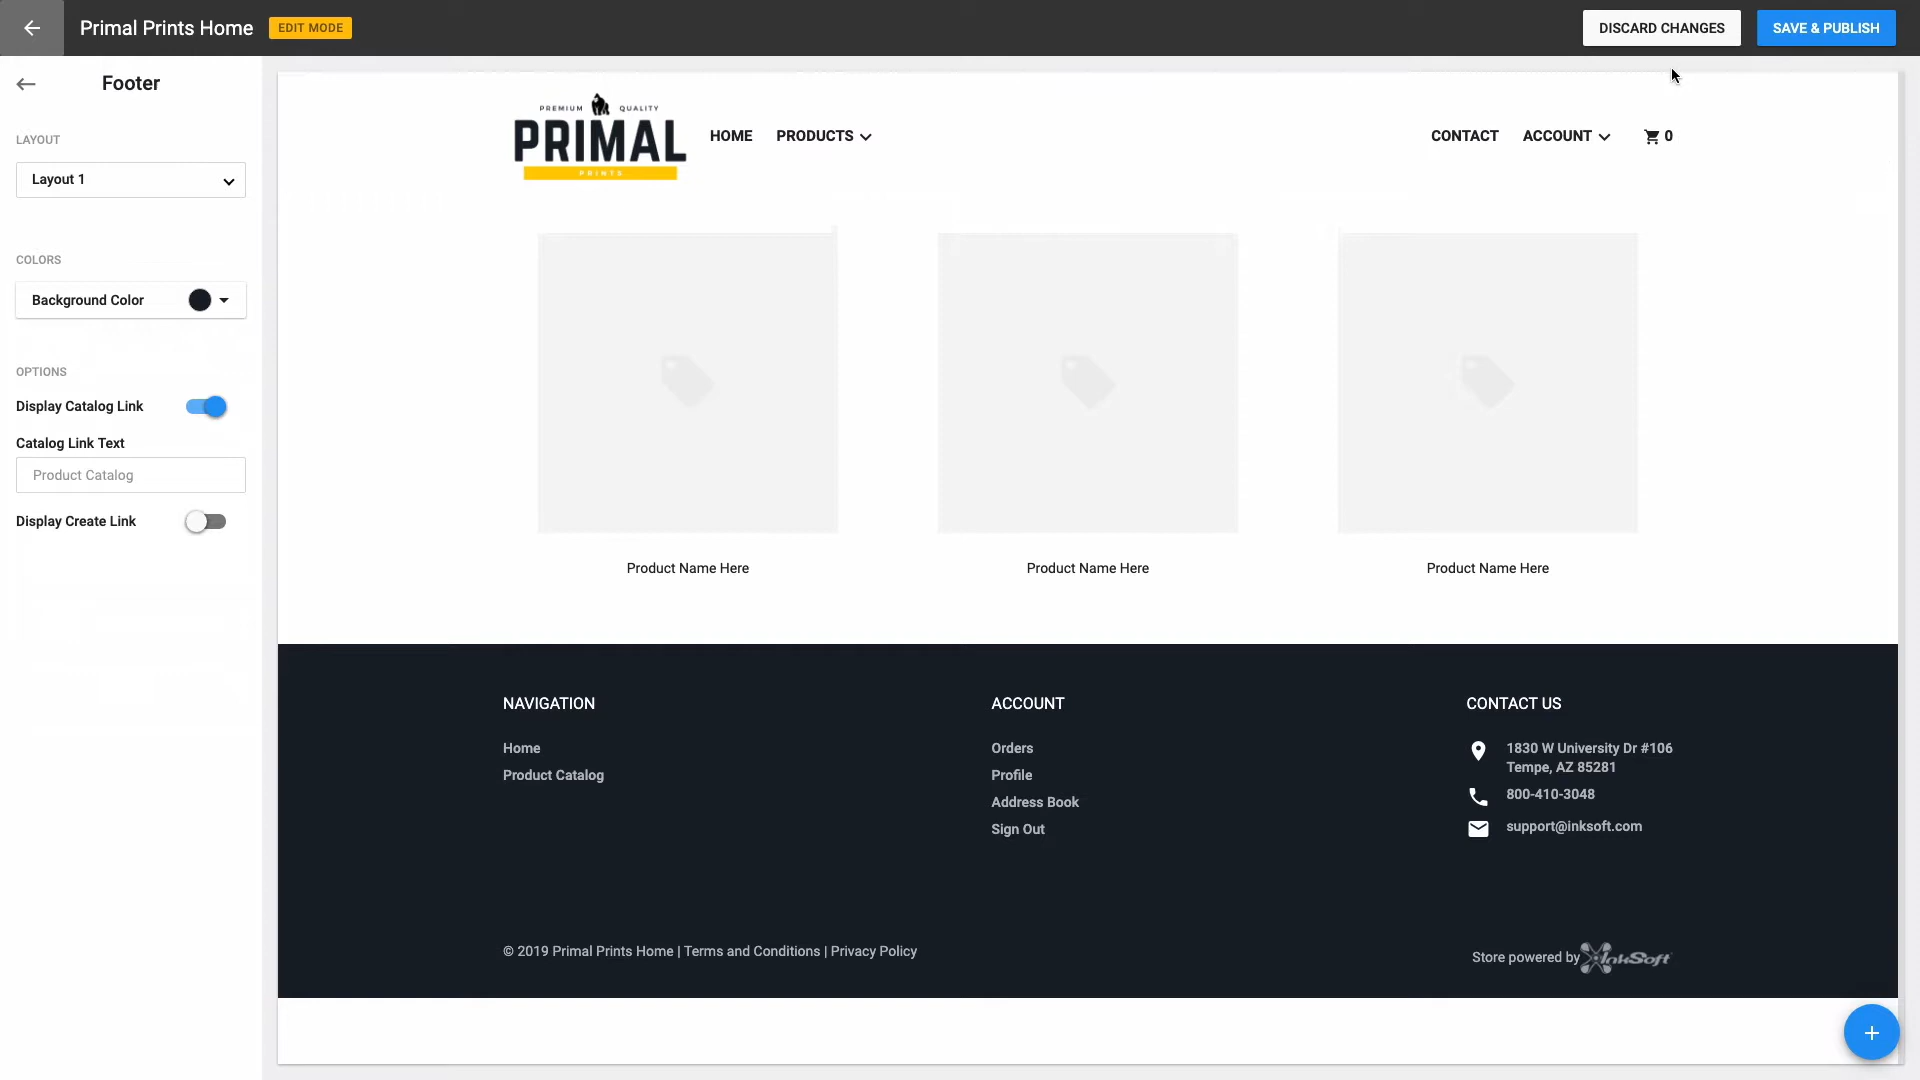 Primal Prints Home
EDIT MODE
DISCARD CHANGES
SAVE & PUBLISH
Footer
LAYOUT
Layout 1
COLORS
Background Color
OPTIONS
Display Catalog Link
Catalog Link Text
Product Catalog
Display Create Link
PREMIUM QUALITY
PRIMAL
PRINTS
HOME
PRODUCTS
CONTACT
ACCOUNT
0
Product Name Here
Product Name Here
Product Name Here
NAVIGATION
Home
Product Catalog
ACCOUNT
Orders
Profile
Address Book
Sign Out
CONTACT US
1830 W University Dr #106
Tempe, AZ 85281
800-410-3048
support@inksoft.com
© 2019 Primal Prints Home | Terms and Conditions | Privacy Policy
Store powered by InkSoft